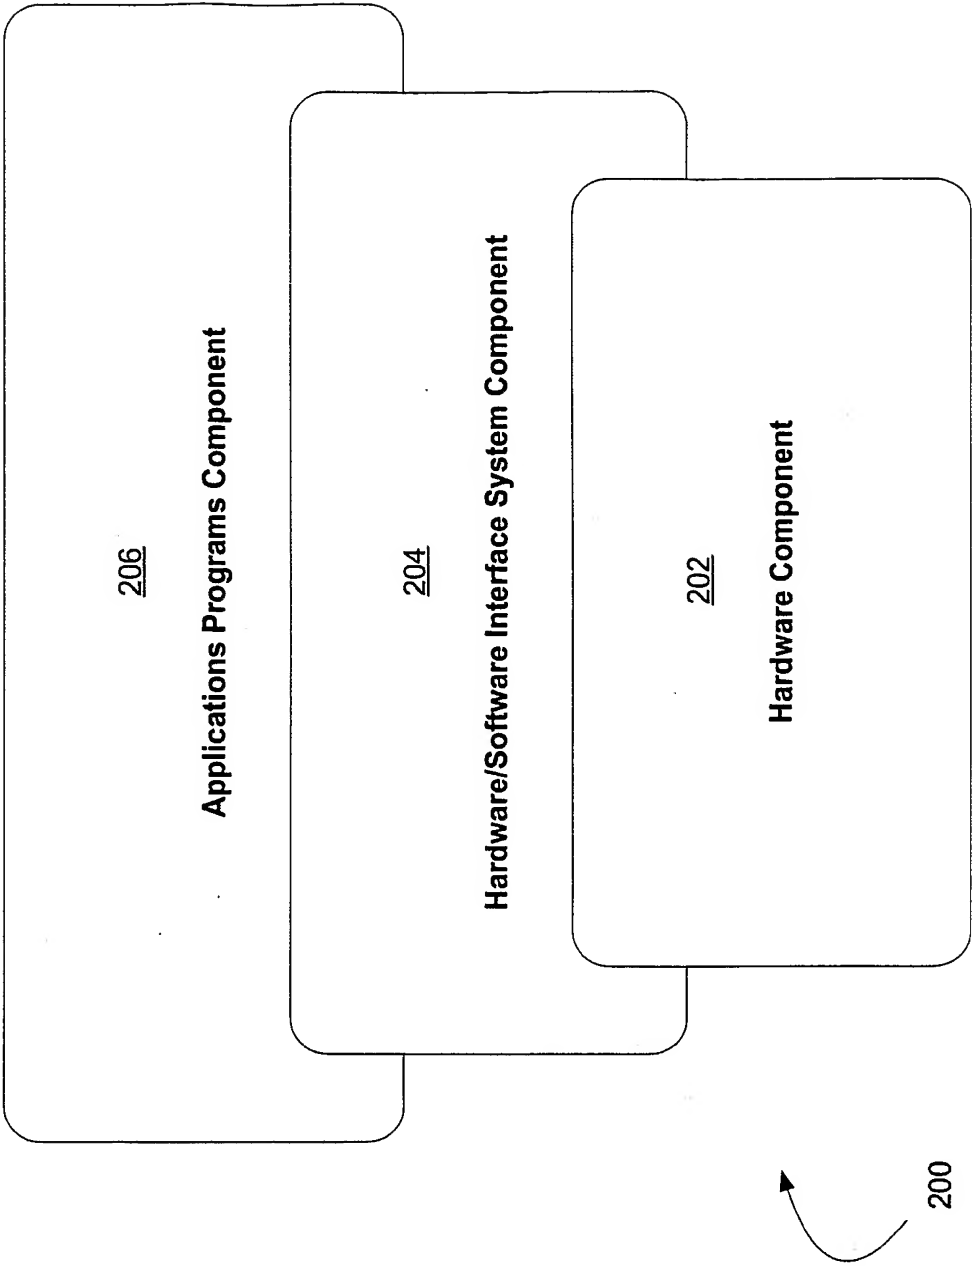 206
Applications Programs Component
204
Hardware/Software Interface System Component
202
Hardware Component
200